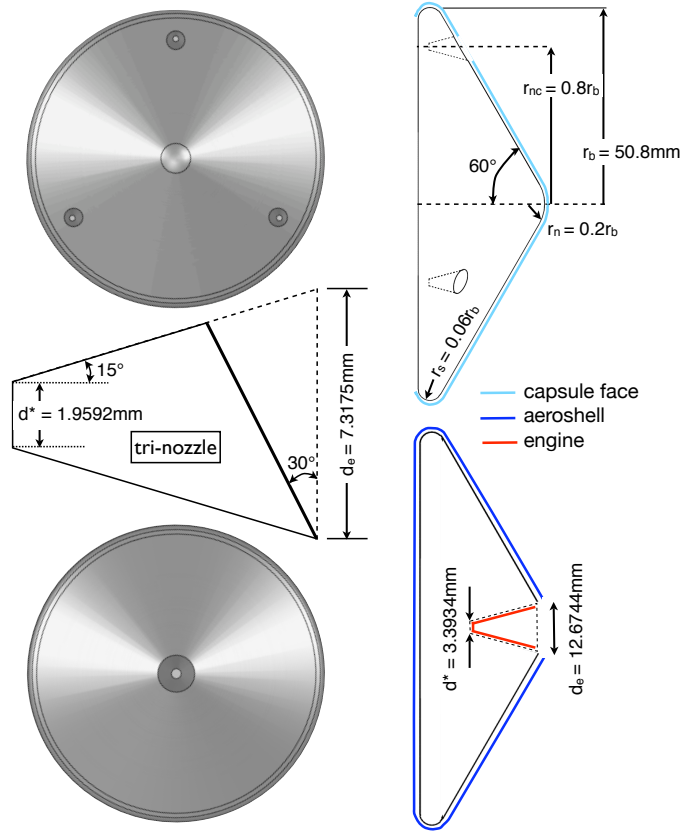 r_nc = 0.8r_b
r_b = 50.8mm
60°
r_n = 0.2r_b
r_s = 0.06r_b
15°
d* = 1.9592mm
tri-nozzle
30°
d_e = 7.3175mm
capsule face
aeroshell
engine
d* = 3.3934mm
d_e = 12.6744mm